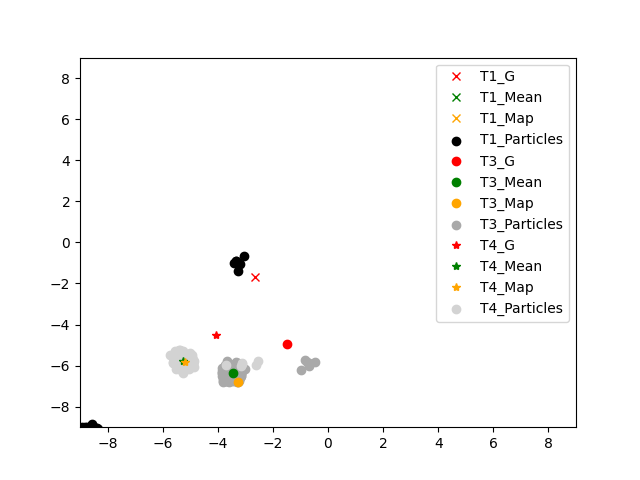 8
6
4
2
0
−2
−4
−6
−8
−8
−6
−4
−2
0
2
4
6
8
T1_G
T1_Mean
T1_Map
T1_Particles
T3_G
T3_Mean
T3_Map
T3_Particles
T4_G
T4_Mean
T4_Map
T4_Particles